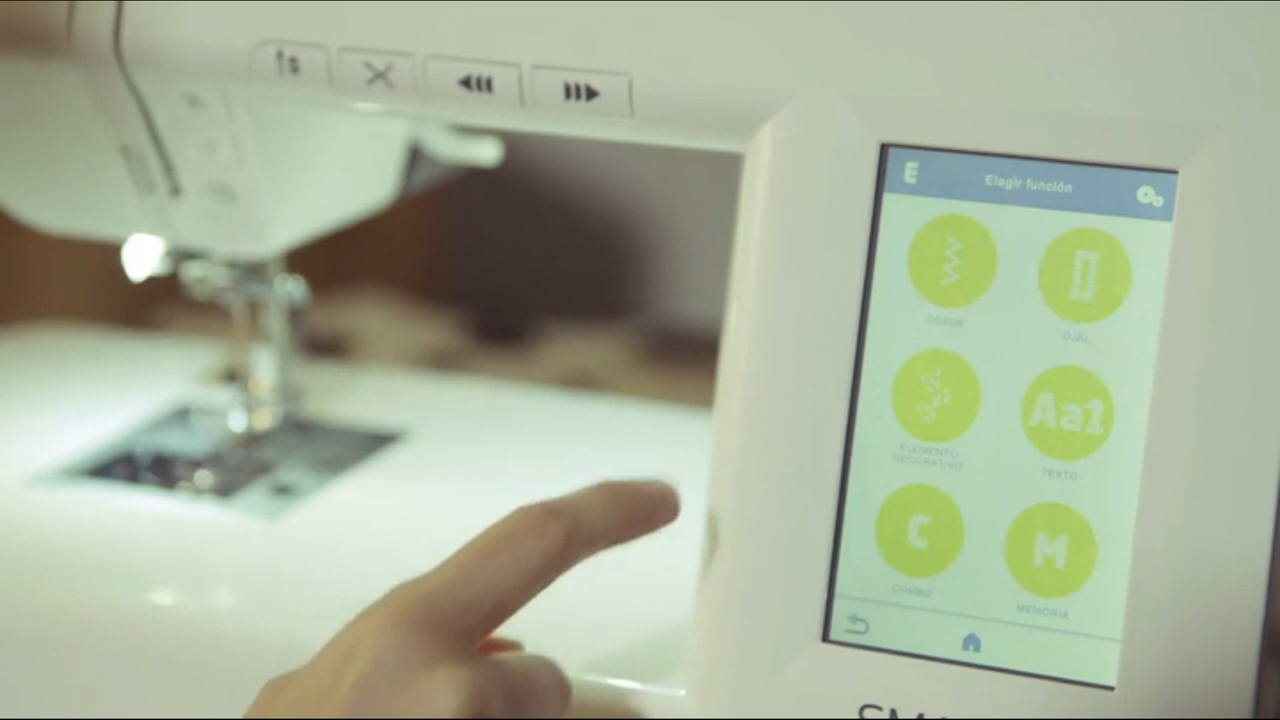 E
Elegir función
COSER
OJAL
ELEMENTO
DECORATIVO
Aa1
TEXTO
C
M
COMBO
MEMORIA